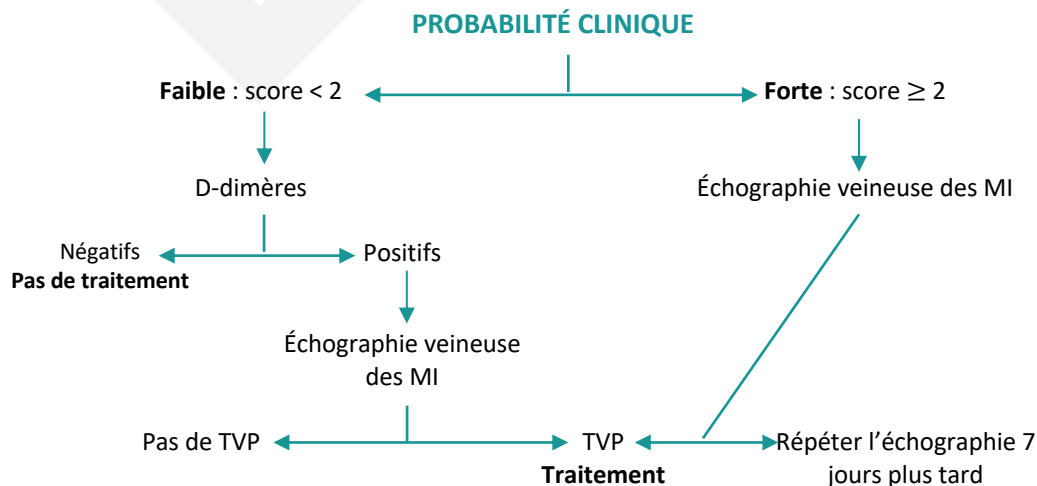 PROBABILITÉ CLINIQUE
Faible : score < 2
Forte : score ≥ 2
D-dimères
Échographie veineuse des MI
Négatifs
Pas de traitement
Positifs
Échographie veineuse
des MI
Pas de TVP
TVP
Traitement
Répéter l’échographie 7
jours plus tard